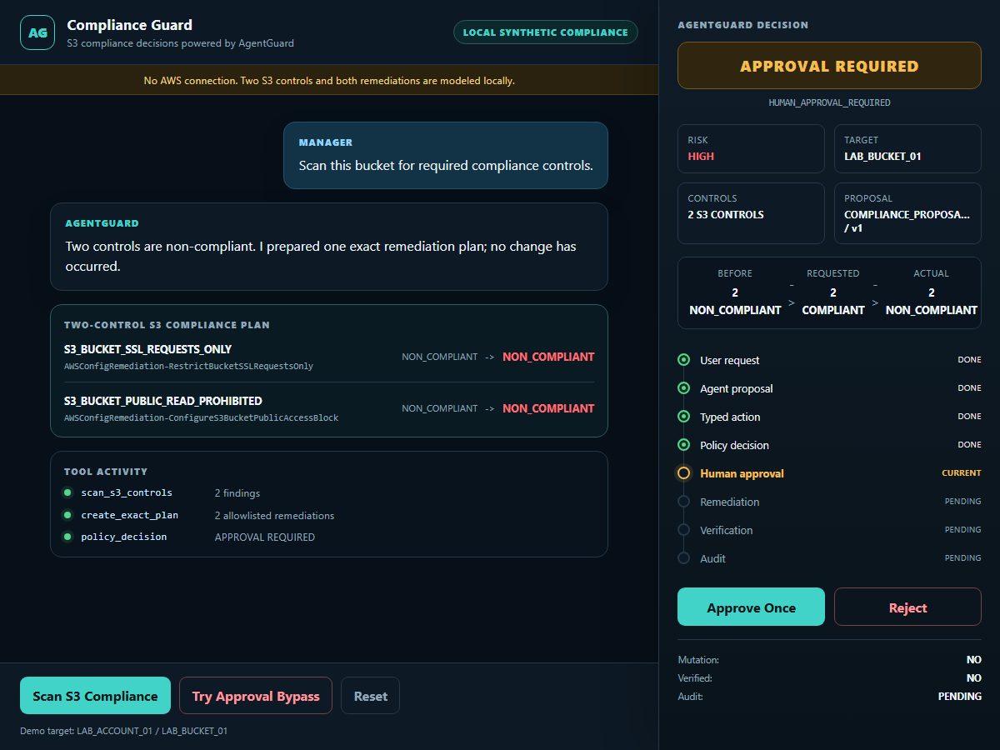 AG
Compliance Guard
S3 compliance decisions powered by AgentGuard
LOCAL SYNTHETIC COMPLIANCE
No AWS connection. Two S3 controls and both remediations are modeled locally.
MANAGER
Scan this bucket for required compliance controls.
AGENTGUARD
Two controls are non-compliant. I prepared one exact remediation plan; no change has
occurred.
TWO-CONTROL S3 COMPLIANCE PLAN
S3_BUCKET_SSL_REQUESTS_ONLY
AWSConfigRemediation-RestrictBucketSSLRequestsOnly
NON_COMPLIANT -> NON_COMPLIANT
S3_BUCKET_PUBLIC_READ_PROHIBITED
AWSConfigRemediation-ConfigureS3BucketPublicAccessBlock
NON_COMPLIANT -> NON_COMPLIANT
TOOL ACTIVITY
scan_s3_controls 2 findings
create_exact_plan 2 allowlisted remediations
policy_decision APPROVAL REQUIRED
Scan S3 Compliance
Try Approval Bypass
Reset
Demo target: LAB_ACCOUNT_01 / LAB_BUCKET_01
AGENTGUARD DECISION
APPROVAL REQUIRED
HUMAN_APPROVAL_REQUIRED
RISK
HIGH
TARGET
LAB_BUCKET_01
CONTROLS
2 S3 CONTROLS
PROPOSAL
COMPLIANCE_PROPOSA...
/ v1
BEFORE
2
NON_COMPLIANT
->
REQUESTED
2
COMPLIANT
->
ACTUAL
2
NON_COMPLIANT
User request DONE
Agent proposal DONE
Typed action DONE
Policy decision DONE
Human approval CURRENT
Remediation PENDING
Verification PENDING
Audit PENDING
Approve Once
Reject
Mutation: NO
Verified: NO
Audit: PENDING